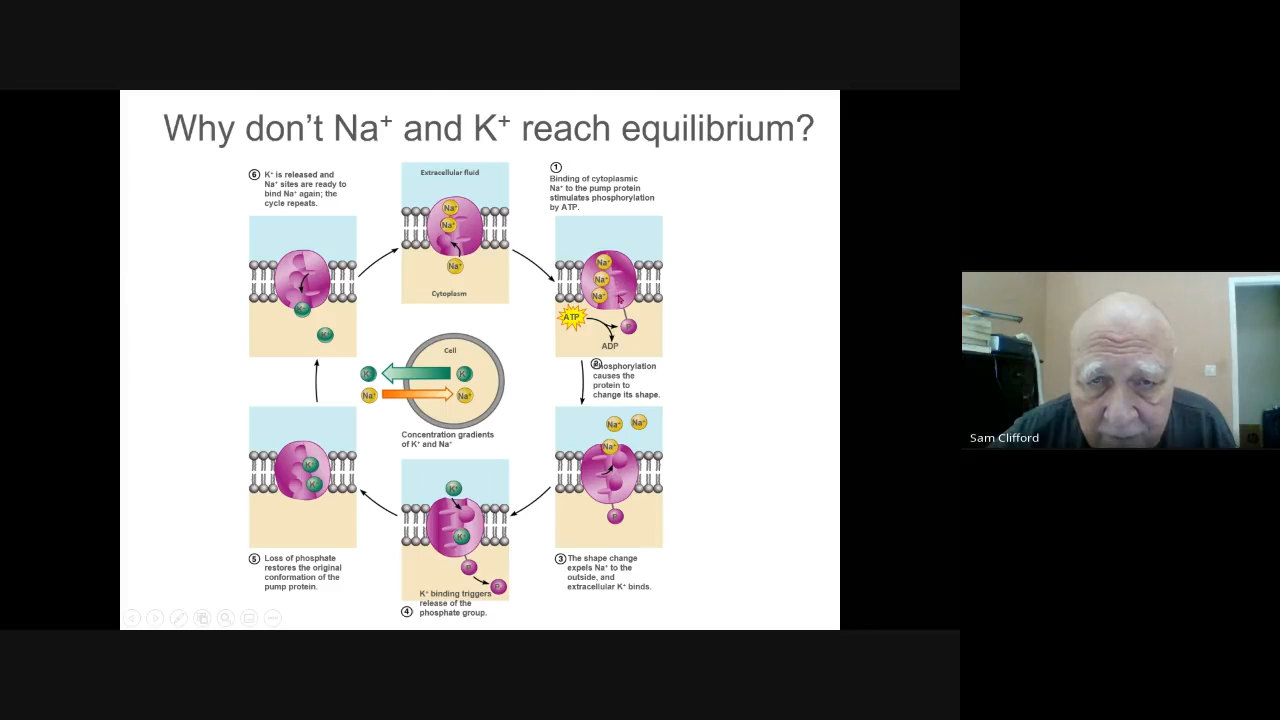 Why don't Na⁺ and K⁺ reach equilibrium?
6 K⁺ is released and
Na⁺ sites are ready to
bind Na⁺ again; the
cycle repeats.
Extracellular fluid
Na⁺
Na⁺
Na⁺
Cytoplasm
1
Binding of cytoplasmic
Na⁺ to the pump protein
stimulates phosphorylation
by ATP.
Na⁺
Na⁺
Na⁺
ATP
P
ADP
K⁺
K⁺
Cell
K⁺
K⁺
Na⁺
Na⁺
Concentration gradients
of K⁺ and Na⁺
2
Phosphorylation
causes the
protein to
change its shape.
Na⁺
Na⁺
Na⁺
P
3 The shape change
expels Na⁺ to the
outside, and
extracellular K⁺ binds.
K⁺
K⁺
P
P
4
K⁺ binding triggers
release of the
phosphate group.
K⁺
K⁺
5 Loss of phosphate
restores the original
conformation of the
pump protein.
Sam Clifford